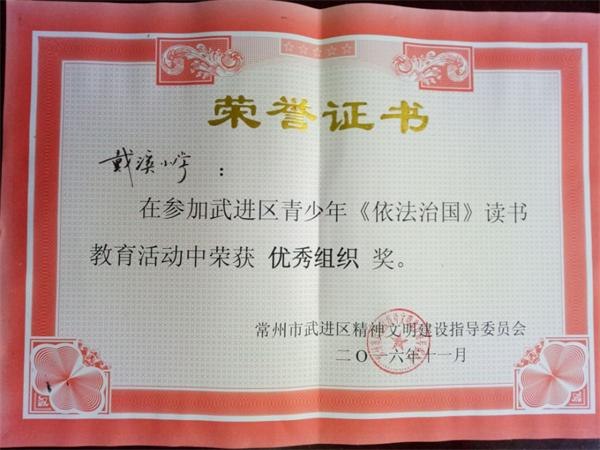 荣誉证书
戴溪小学：
在参加武进区青少年《依法治国》读书
教育活动中荣获 优秀组织 奖。
常州市武进区精神文明建设指导委员会
二〇一六年十一月